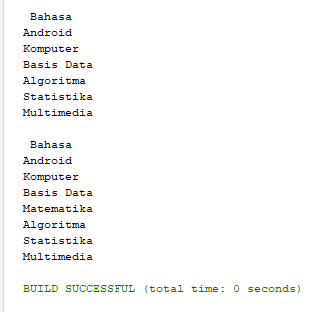 Bahasa
Android
Komputer
Basis Data
Algoritma
Statistika
Multimedia
Bahasa
Android
Komputer
Basis Data
Matematika
Algoritma
Statistika
Multimedia
BUILD SUCCESSFUL (total time: 0 seconds)